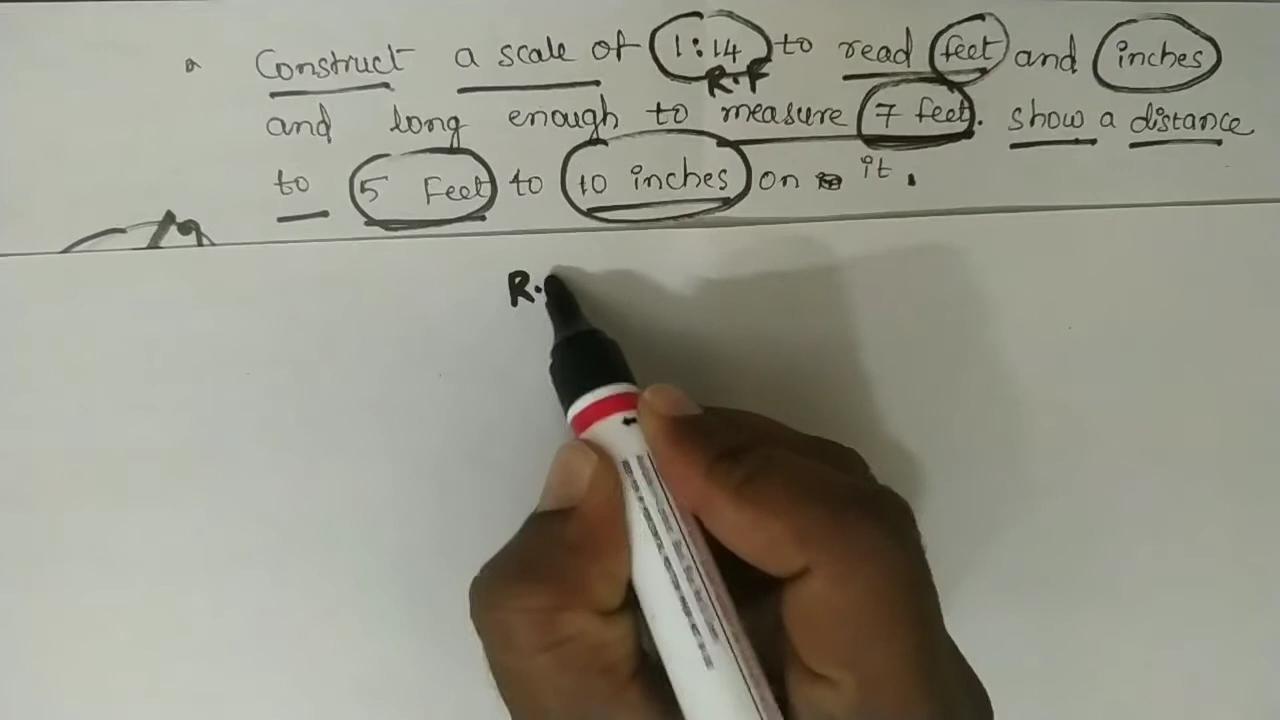 Construct a scale of 1:14 to read feet and inches
R.F
and long enough to measure 7 feet. show a distance
to 5 Feet to 10 inches on it.
R.